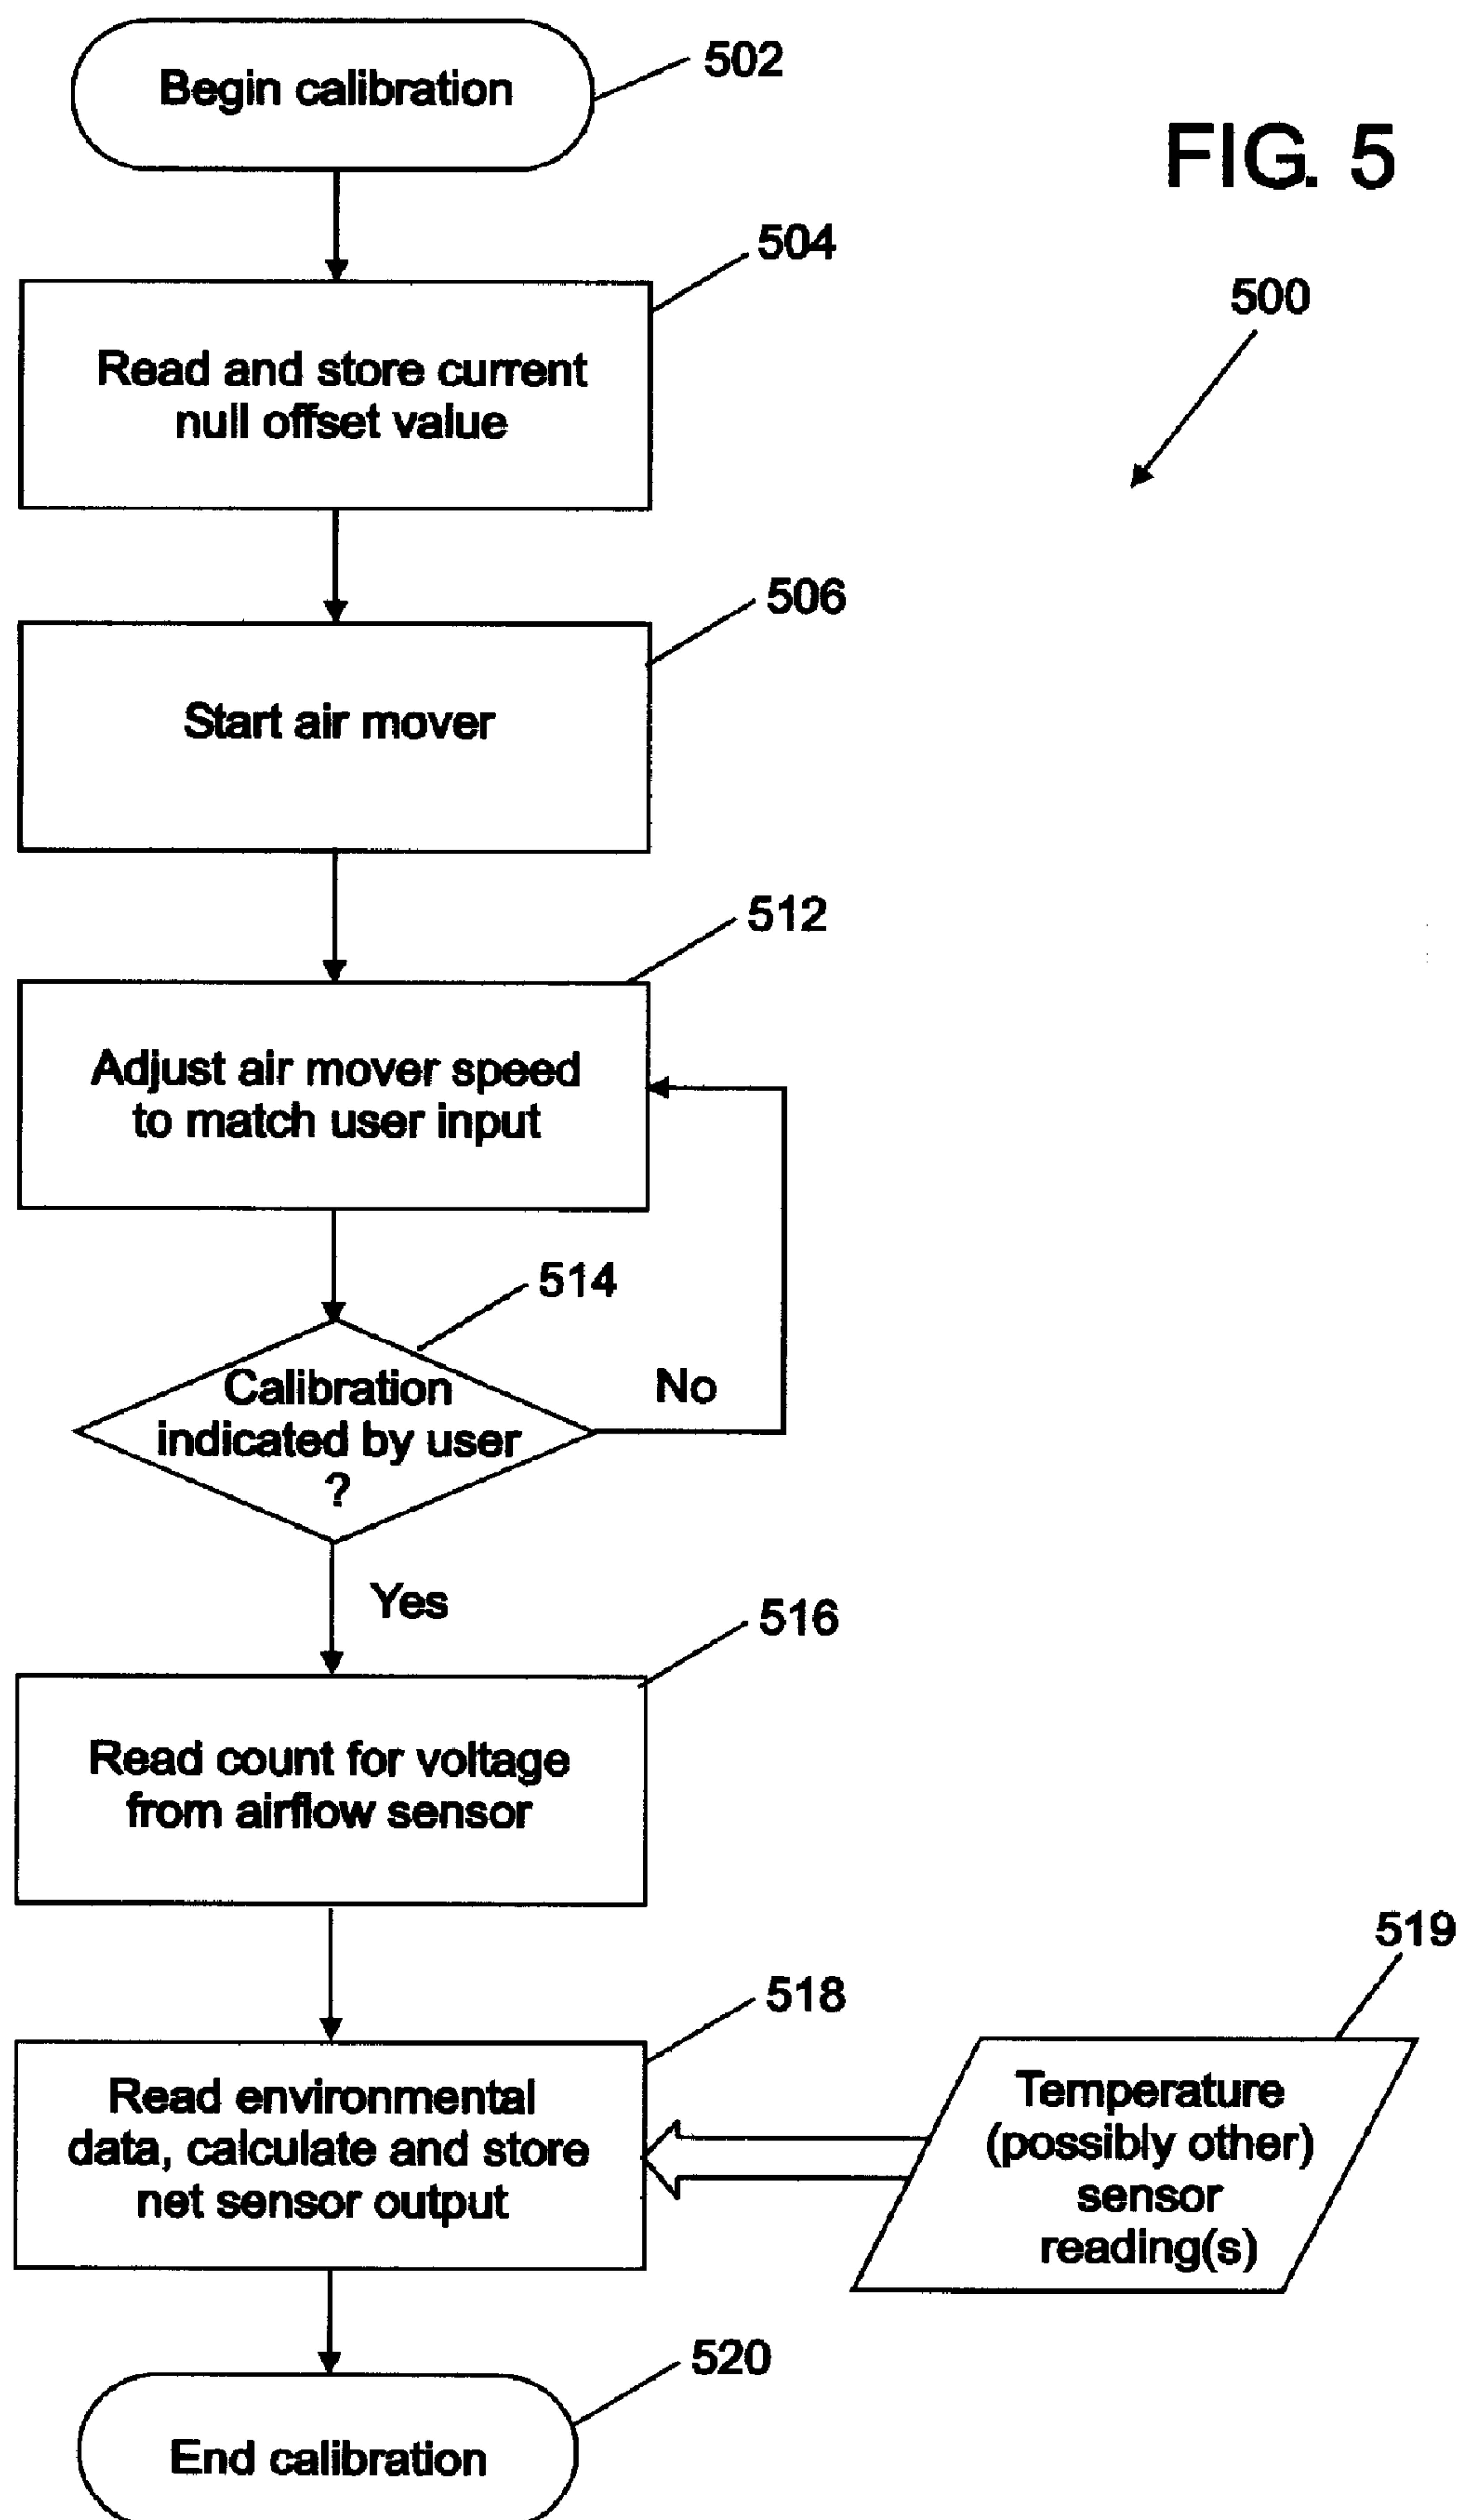 Begin calibration
502
FIG. 5
504
500
Read and store current
null offset value
506
Start air mover
512
Adjust air mover speed
to match user input
514
Calibration
indicated by user
?
No
Yes
516
Read count for voltage
from airflow sensor
519
518
Read environmental
data, calculate and store
net sensor output
Temperature
(possibly other)
sensor
reading(s)
520
End calibration